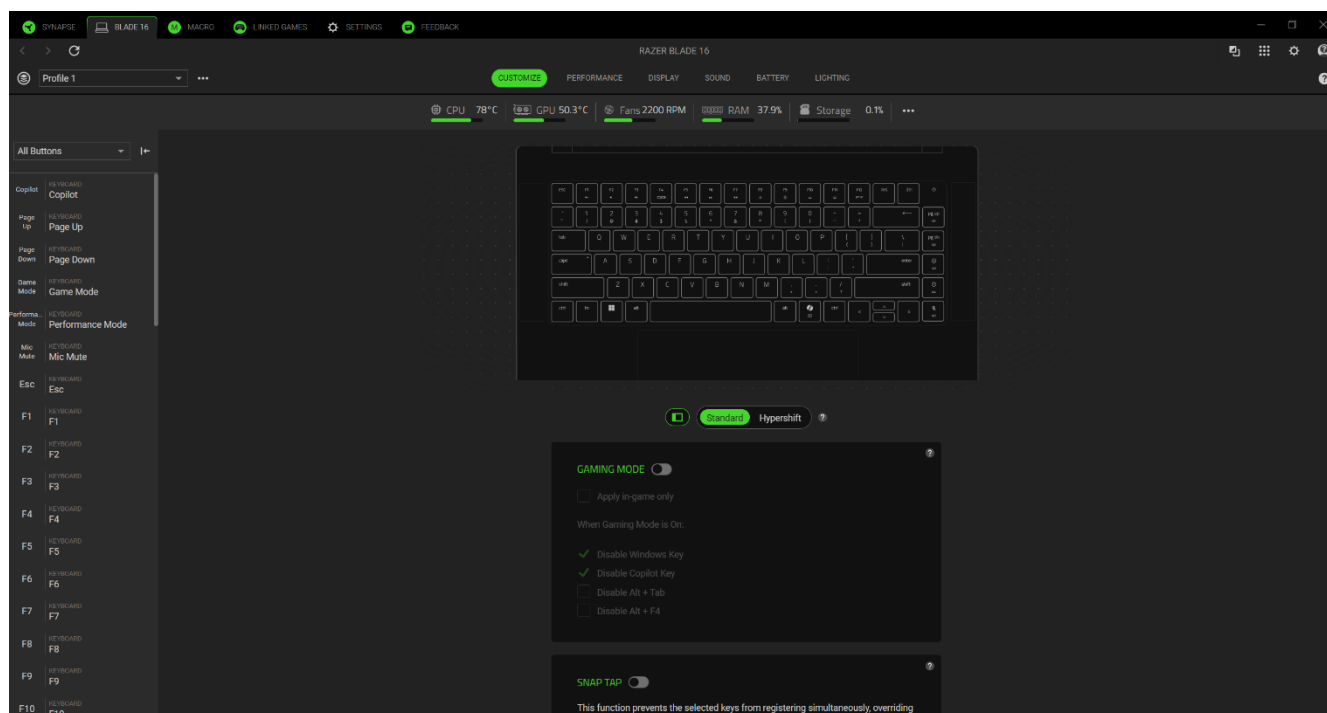 SYNAPSE BLADE 16 MACRO LINKED GAMES SETTINGS FEEDBACK
RAZER BLADE 16
Profile 1
CUSTOMIZE PERFORMANCE DISPLAY SOUND BATTERY LIGHTING
CPU 78°C GPU 50.3°C Fans 2200 RPM RAM 37.9% Storage 0.1%
All Buttons
Copilot KEYBOARD
Copilot
Page Up KEYBOARD
Page Up
Page Down KEYBOARD
Page Down
Game Mode KEYBOARD
Game Mode
Performa... Mode KEYBOARD
Performance Mode
Mic Mute KEYBOARD
Mic Mute
Esc KEYBOARD
Esc
F1 KEYBOARD
F1
F2 KEYBOARD
F2
F3 KEYBOARD
F3
F4 KEYBOARD
F4
F5 KEYBOARD
F5
F6 KEYBOARD
F6
F7 KEYBOARD
F7
F8 KEYBOARD
F8
F9 KEYBOARD
F9
F10 KEYBOARD
F10
Q W E R T Y U I O P
A S D F G H J K L
Z X C V B N M
Standard Hypershift
GAMING MODE
Apply in-game only
When Gaming Mode is On:
Disable Windows Key
Disable Copilot Key
Disable Alt + Tab
Disable Alt + F4
SNAP TAP
This function prevents the selected keys from registering simultaneously, overriding